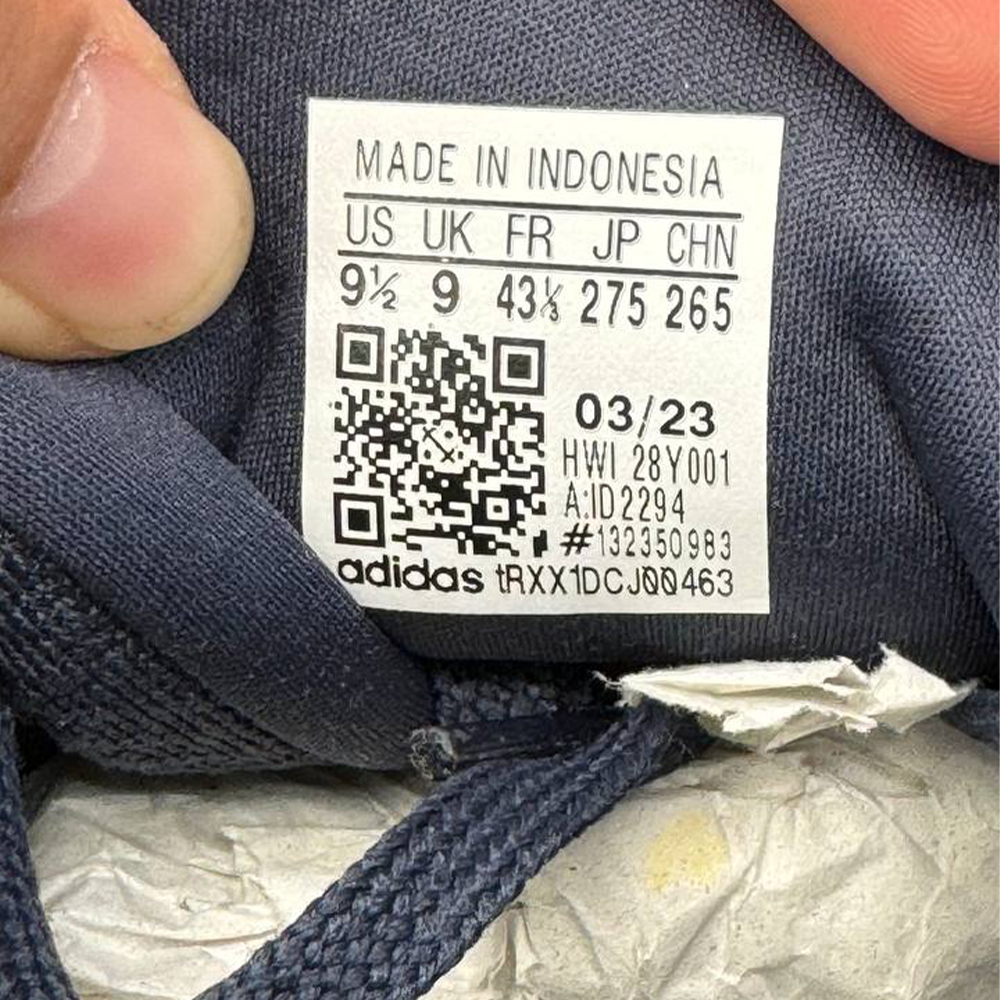 MADE IN INDONESIA
US UK FR JP CHN
9½ 9 43⅓ 275 265
03/23
HWI 28Y001
A:ID2294
#132350983
adidas tRXX1DCJ00463